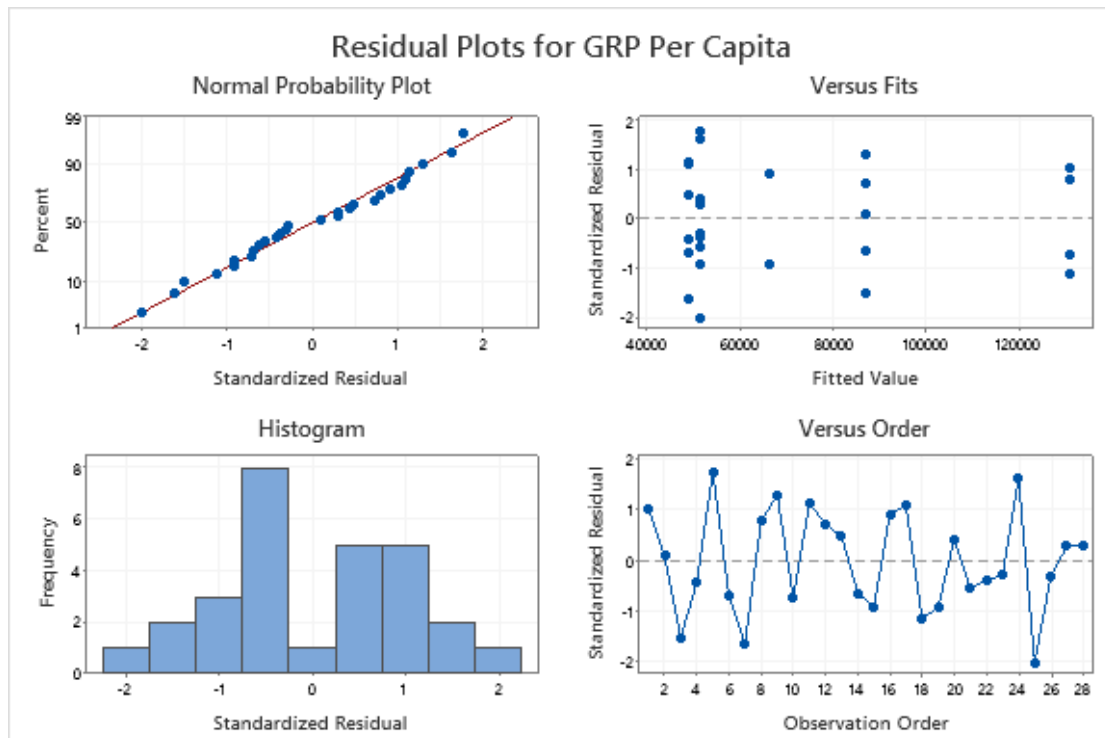 Residual Plots for GRP Per Capita
Normal Probability Plot
99
90
50
10
1
Percent
-2 -1 0 1 2
Standardized Residual
Versus Fits
2
1
0
-1
-2
Standardized Residual
40000 60000 80000 100000 120000
Fitted Value
Histogram
8
6
4
2
0
Frequency
-2 -1 0 1 2
Standardized Residual
Versus Order
2
1
0
-1
-2
Standardized Residual
2 4 6 8 10 12 14 16 18 20 22 24 26 28
Observation Order